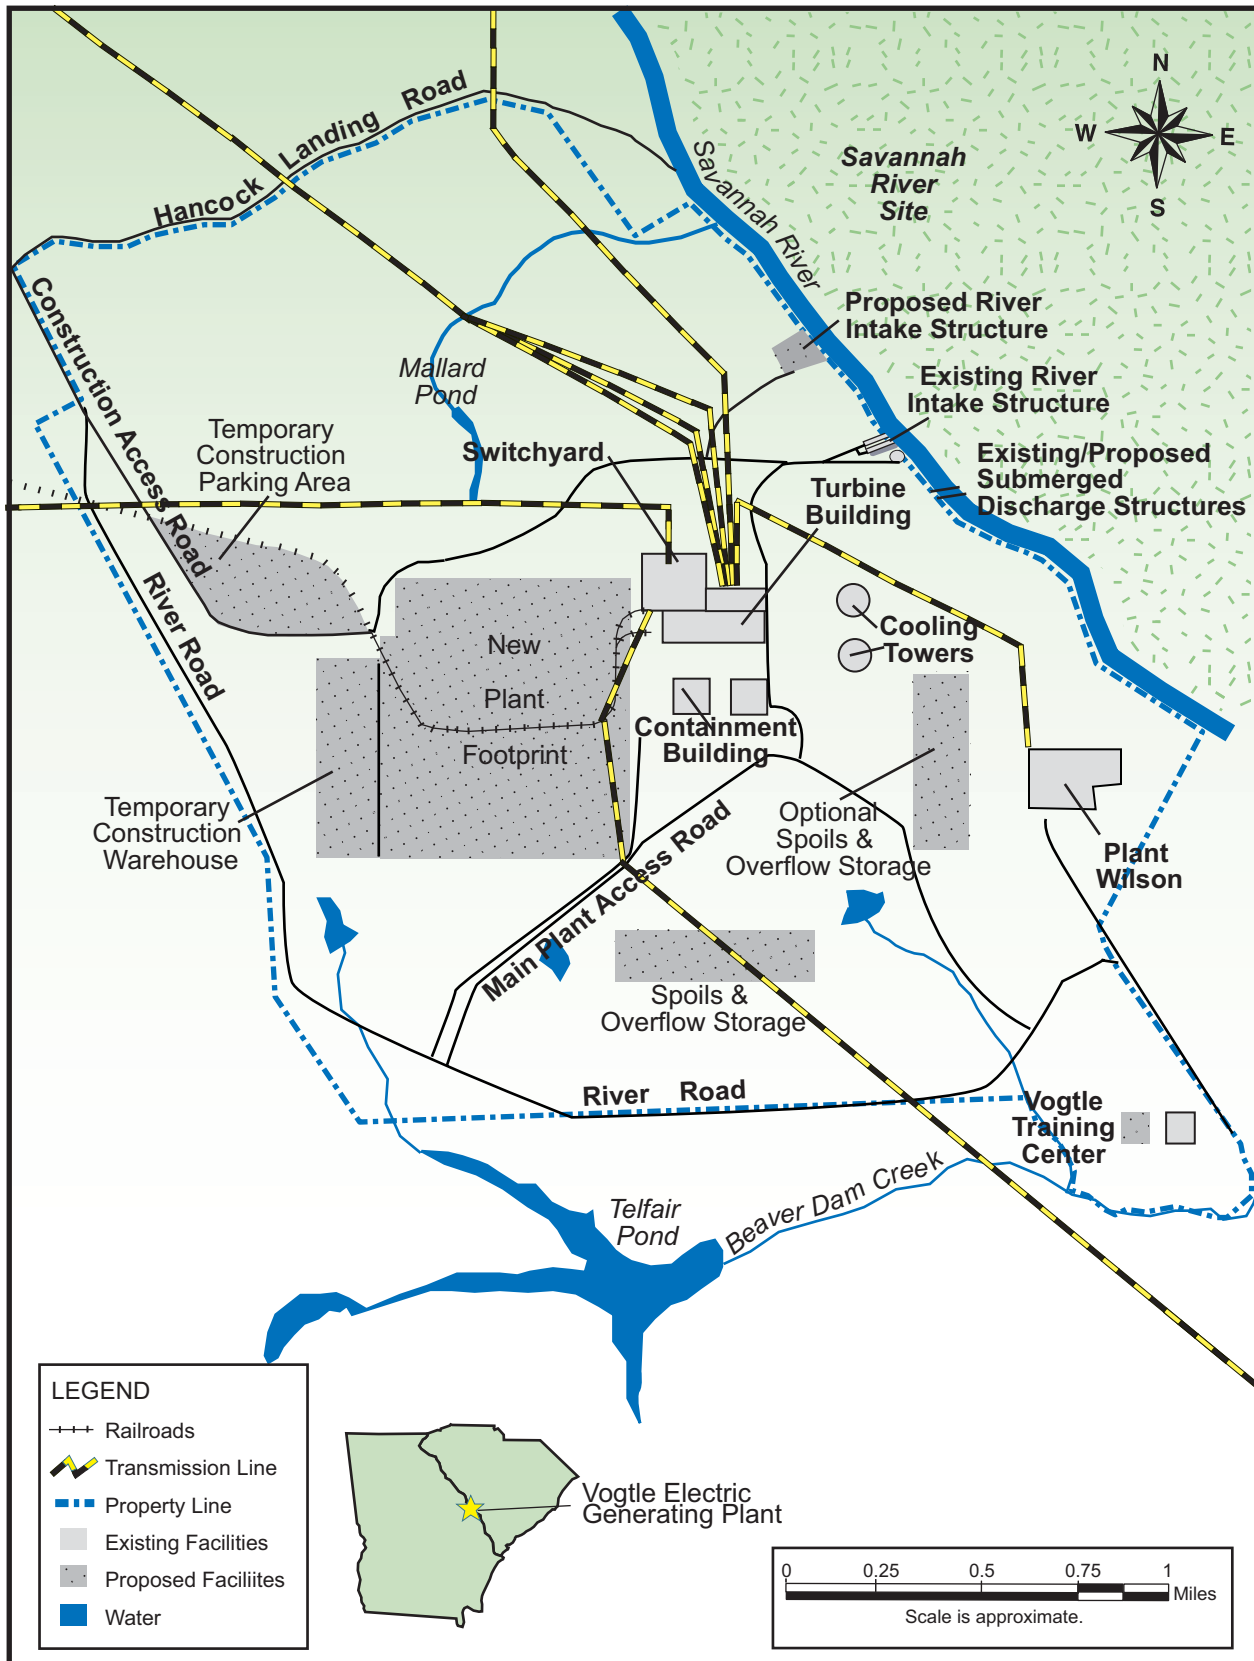 N
W
E
S
Hancock Landing Road
Savannah River
Savannah
River
Site
Construction Access Road
Proposed River
Intake Structure
Mallard
Pond
Existing River
Intake Structure
Temporary
Construction
Parking Area
Switchyard
Existing/Proposed
Submerged
Discharge Structures
Turbine
Building
River Road
New
Plant
Footprint
Cooling
Towers
Containment
Building
Temporary
Construction
Warehouse
Optional
Spoils &
Overflow Storage
Plant
Wilson
Main Plant Access Road
Spoils &
Overflow Storage
River Road
Vogtle
Training
Center
Telfair
Pond
Beaver Dam Creek
LEGEND
Railroads
Transmission Line
Property Line
Existing Facilities
Proposed Faciliites
Water
Vogtle Electric
Generating Plant
0 0.25 0.5 0.75 1
Miles
Scale is approximate.